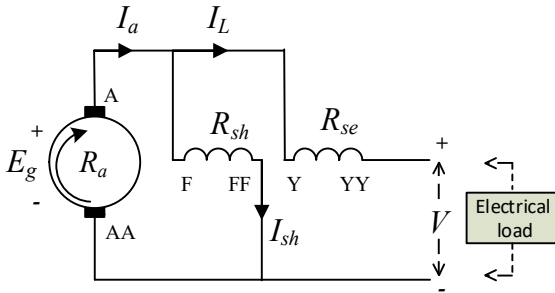 I_a
I_L
A
R_sh
R_se
+
+
E_g
R_a
F
FF
Y
YY
-
V
Electrical
load
I_sh
AA
-